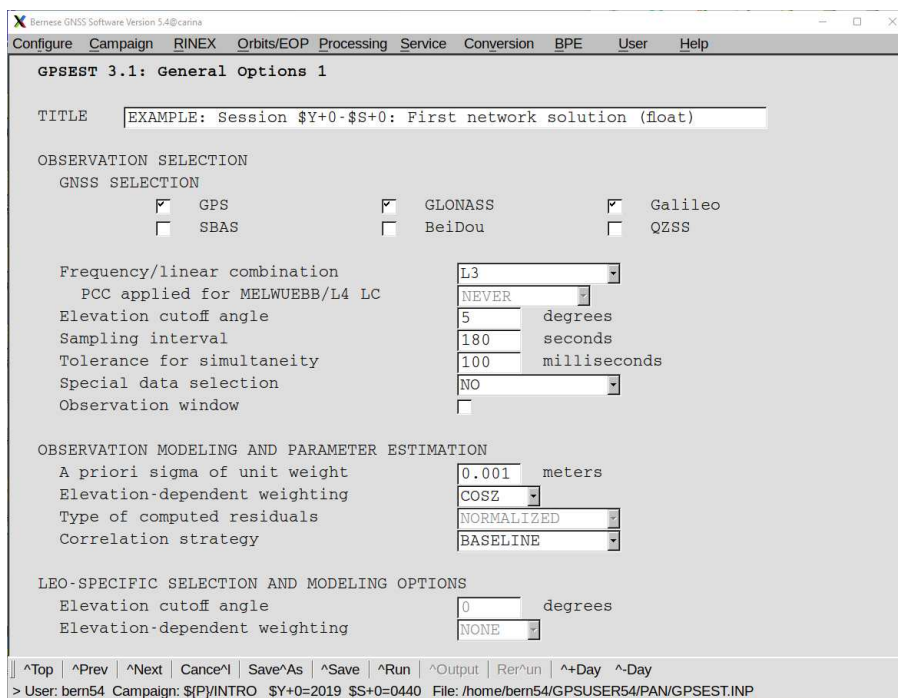 Bernese GNSS Software Version 5.4@carina
Configure Campaign RINEX Orbits/EOP Processing Service Conversion BPE User Help
GPSEST 3.1: General Options 1
TITLE EXAMPLE: Session $Y+0-$S+0: First network solution (float)
OBSERVATION SELECTION
GNSS SELECTION
GPS GLONASS Galileo
SBAS BeiDou QZSS
Frequency/linear combination L3
PCC applied for MELWUEBB/L4 LC NEVER
Elevation cutoff angle 5 degrees
Sampling interval 180 seconds
Tolerance for simultaneity 100 milliseconds
Special data selection NO
Observation window
OBSERVATION MODELING AND PARAMETER ESTIMATION
A priori sigma of unit weight 0.001 meters
Elevation-dependent weighting COSZ
Type of computed residuals NORMALIZED
Correlation strategy BASELINE
LEO-SPECIFIC SELECTION AND MODELING OPTIONS
Elevation cutoff angle 0 degrees
Elevation-dependent weighting NONE
^Top | ^Prev | ^Next | Cance^l | Save^As | ^Save | ^Run | ^Output | Rer^un | ^+Day ^-Day
> User: bern54 Campaign: ${P}/INTRO $Y+0=2019 $S+0=0440 File: /home/bern54/GPSUSER54/PAN/GPSEST.INP